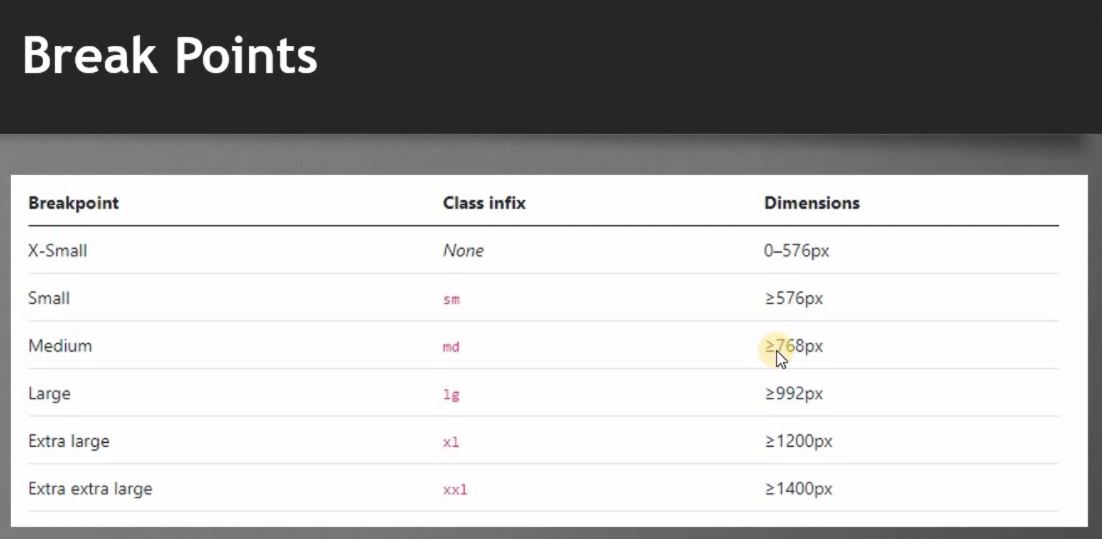 Break Points
Breakpoint Class infix Dimensions
X-Small None 0–576px
Small sm ≥576px
Medium md ≥768px
Large lg ≥992px
Extra large xl ≥1200px
Extra extra large xxl ≥1400px